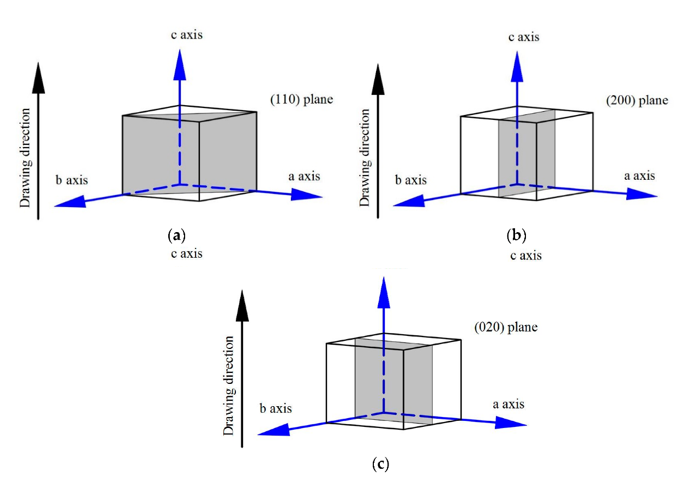 c axis
(110) plane
Drawing direction
b axis
a axis
(a)
c axis
(200) plane
Drawing direction
b axis
a axis
(b)
c axis
c axis
(020) plane
Drawing direction
b axis
a axis
(c)